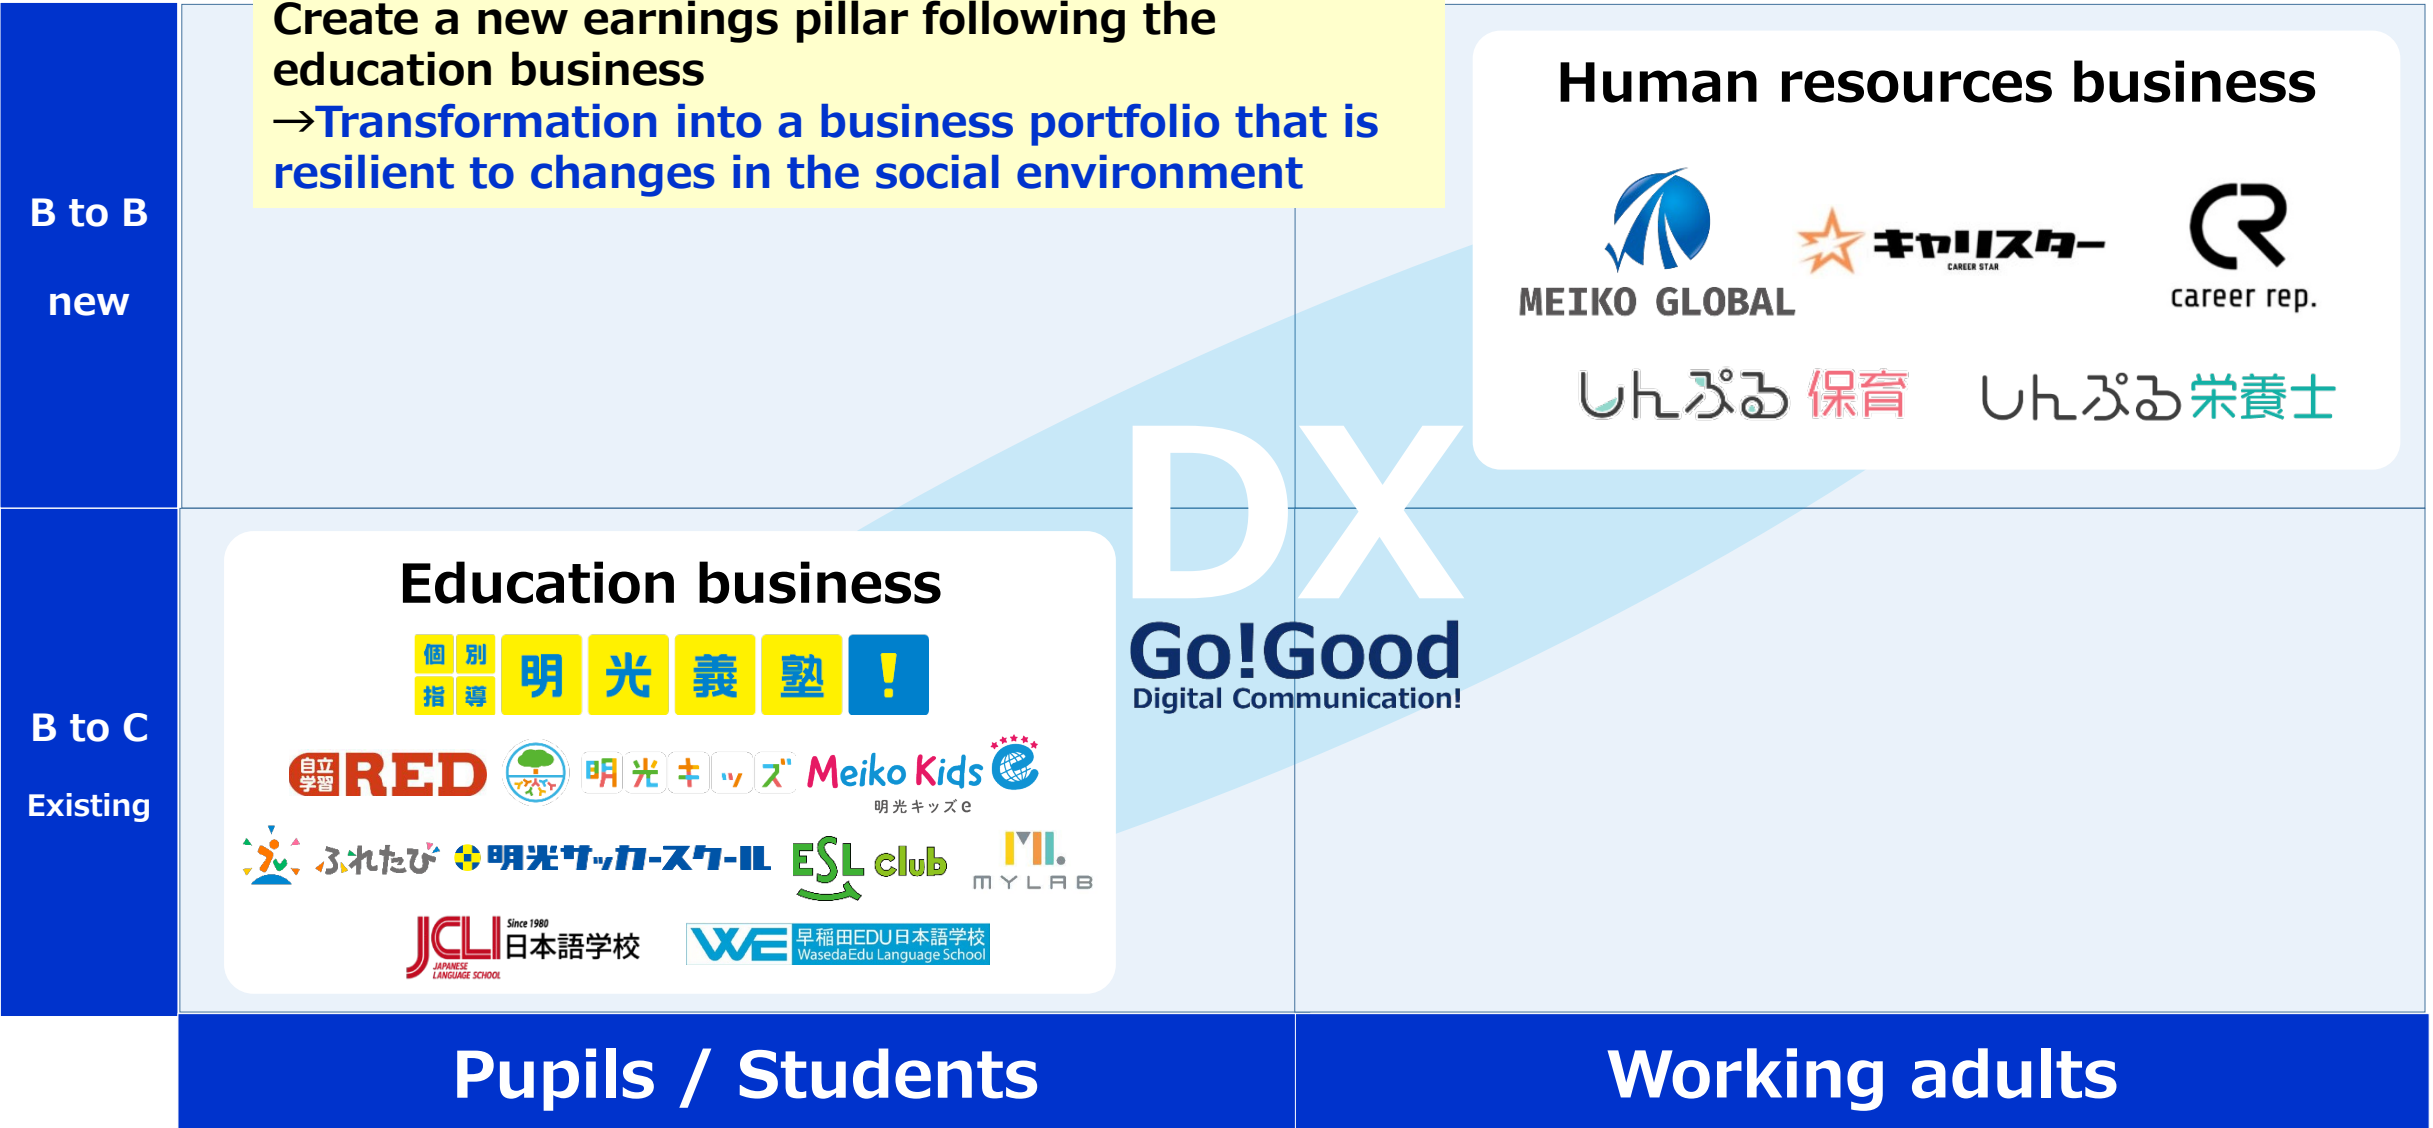 Create a new earnings pillar following the
education business
→Transformation into a business portfolio that is
resilient to changes in the social environment
B to B
new
Human resources business
MEIKO GLOBAL
キャリスター
CAREER STAR
CR
career rep.
しんぷる保育
しんぷる栄養士
DX
Go!Good
Digital Communication!
B to C
Existing
Education business
個別指導 明光義塾!
自立学習 RED
明光キッズ
Meiko Kids e
明光キッズe
ふれたび
明光サッカースクール
ESL club
MYLAB
JCLI Since 1980 日本語学校
JAPANESE
LANGUAGE SCHOOL
WE 早稲田EDU日本語学校
WasedaEdu Language School
Pupils / Students
Working adults